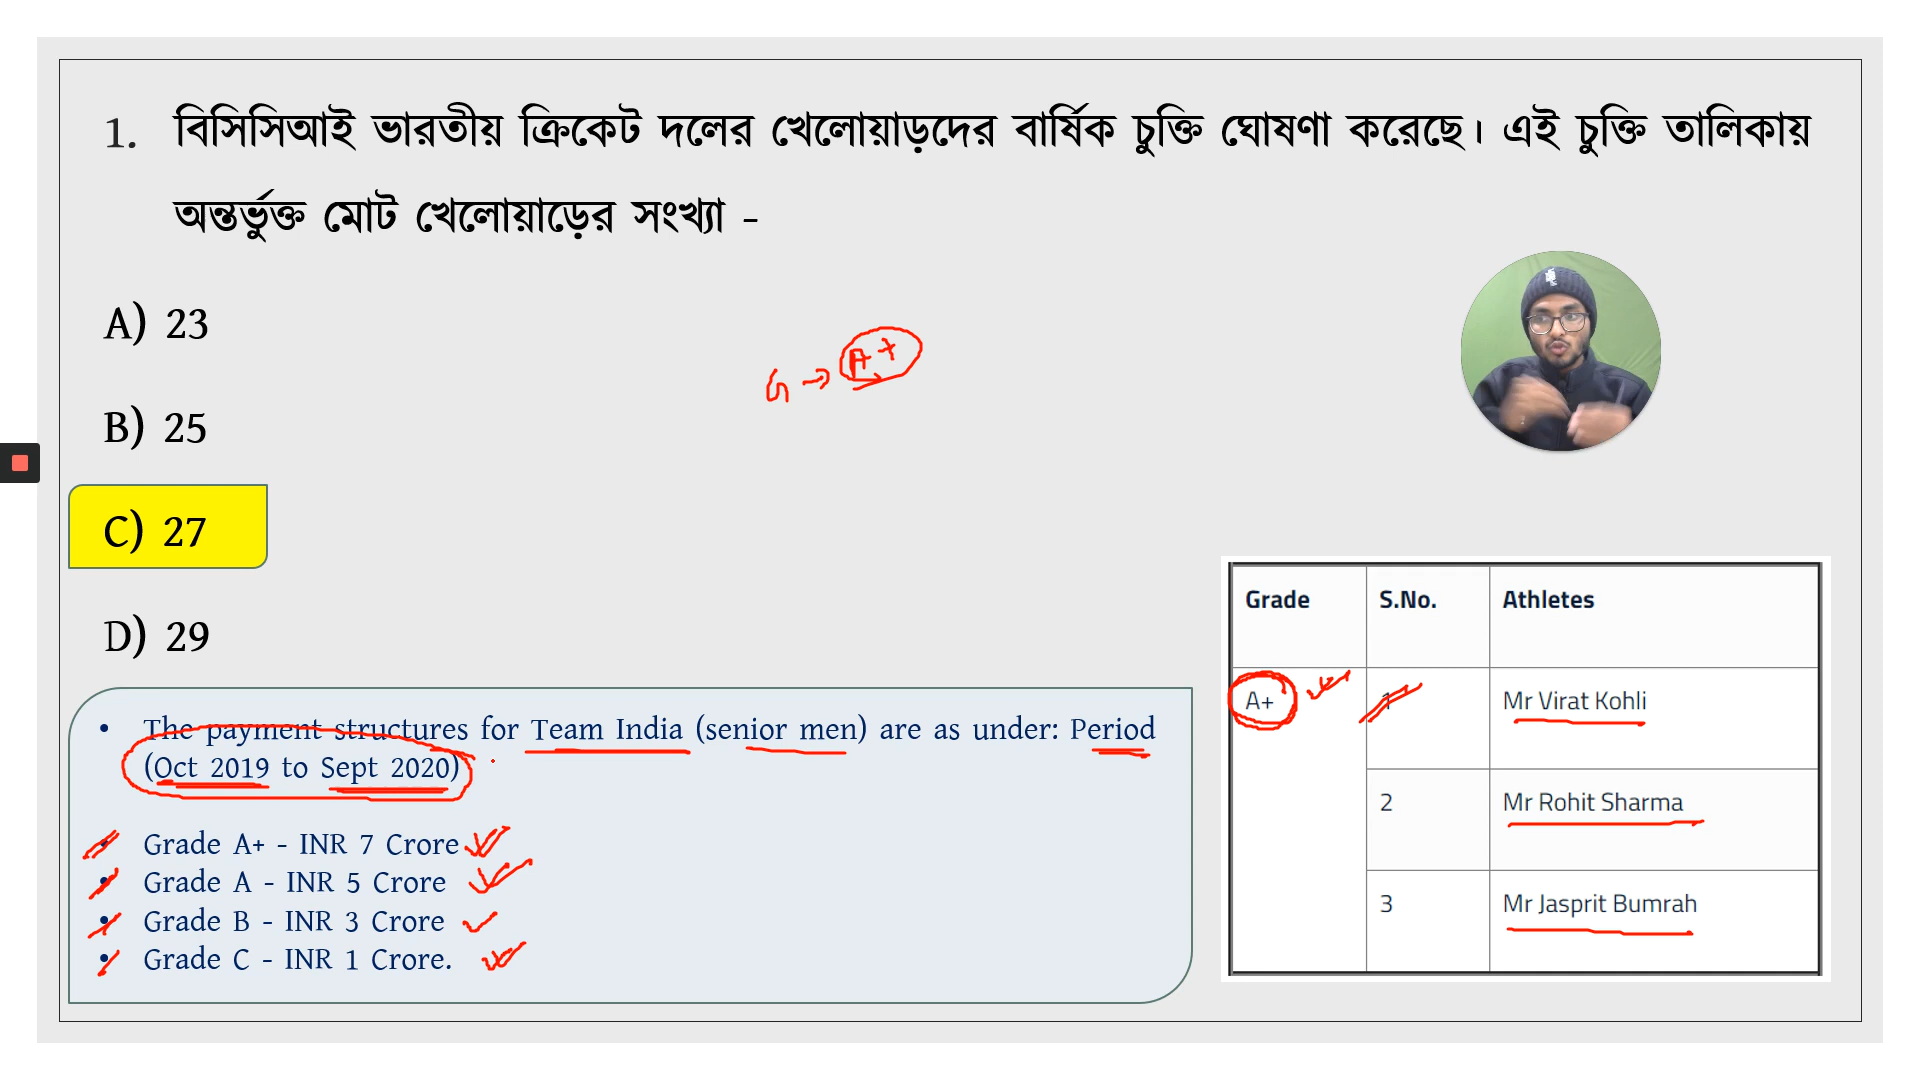 1. বিসিসিআই ভারতীয় ক্রিকেট দলের খেলোয়াড়দের বার্ষিক চুক্তি ঘোষণা করেছে। এই চুক্তি তালিকায়
অন্তর্ভুক্ত মোট খেলোয়াড়ের সংখ্যা -
A) 23
B) 25
C) 27
D) 29
A+
• The payment structures for Team India (senior men) are as under: Period
(Oct 2019 to Sept 2020)
• Grade A+ - INR 7 Crore
• Grade A - INR 5 Crore
• Grade B - INR 3 Crore
• Grade C - INR 1 Crore.
Grade S.No. Athletes
A+ 1 Mr Virat Kohli
2 Mr Rohit Sharma
3 Mr Jasprit Bumrah